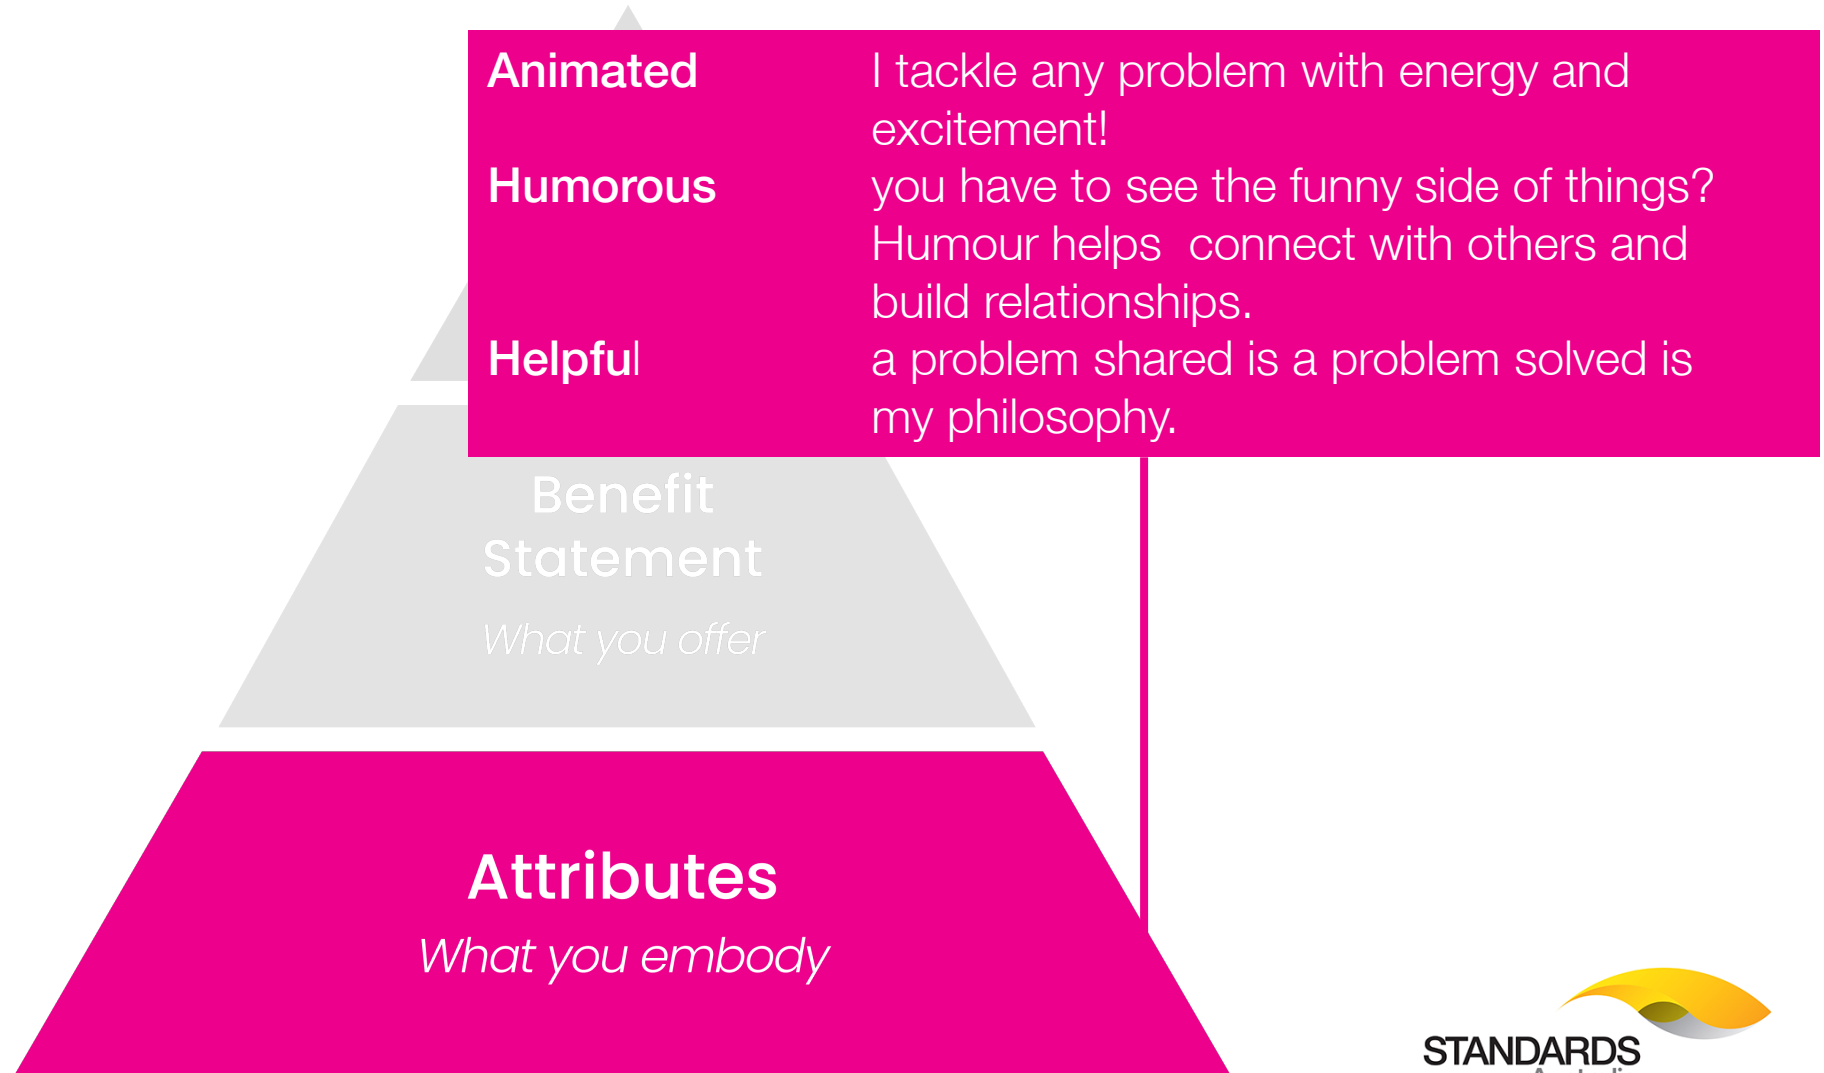 Animated I tackle any problem with energy and
excitement!
Humorous you have to see the funny side of things?
Humour helps  connect with others and
build relationships.
Helpful a problem shared is a problem solved is
my philosophy.
Benefit
Statement
What you offer
Attributes
What you embody
STANDARDS